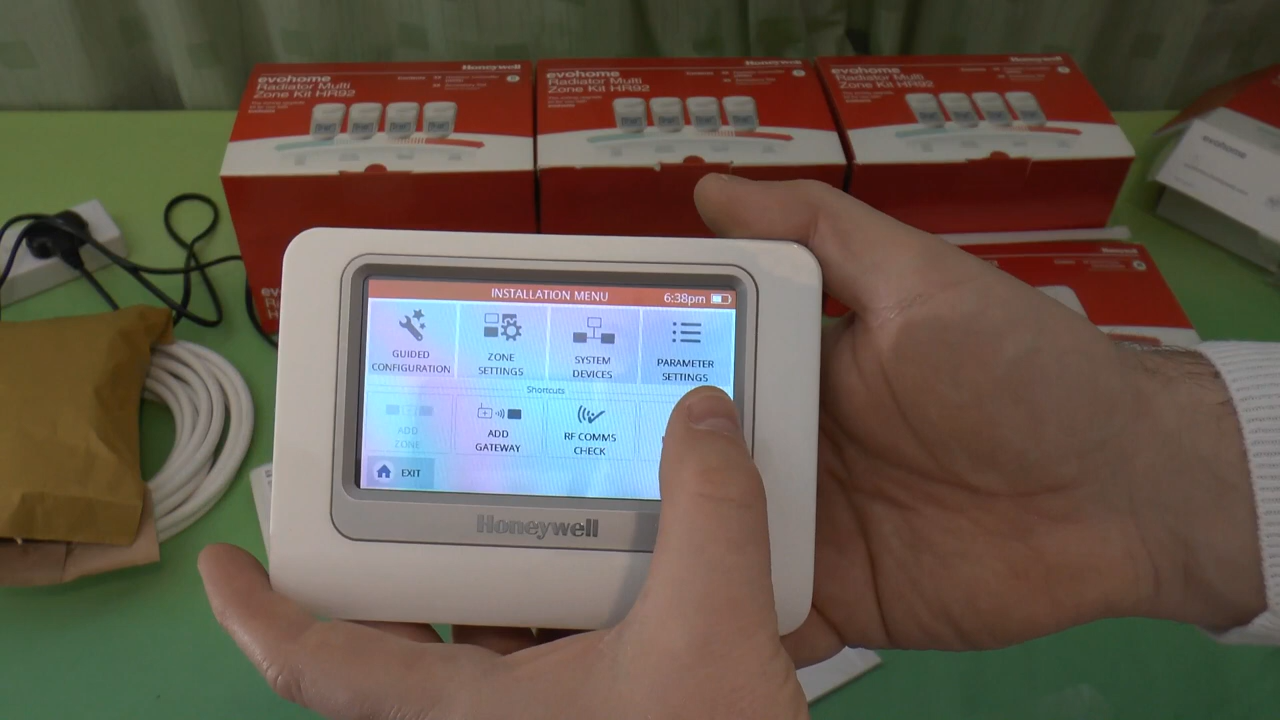 evohome
Radiator Multi
Zone Kit HR92
Honeywell
evohome
Radiator Multi
Zone Kit HR92
Honeywell
evohome
Radiator Multi
Zone Kit HR92
Honeywell
evohome
INSTALLATION MENU 6:38pm
GUIDED
CONFIGURATION
ZONE
SETTINGS
SYSTEM
DEVICES
PARAMETER
SETTINGS
Shortcuts
ADD
ZONE
ADD
GATEWAY
RF COMMS
CHECK
EXIT
Honeywell